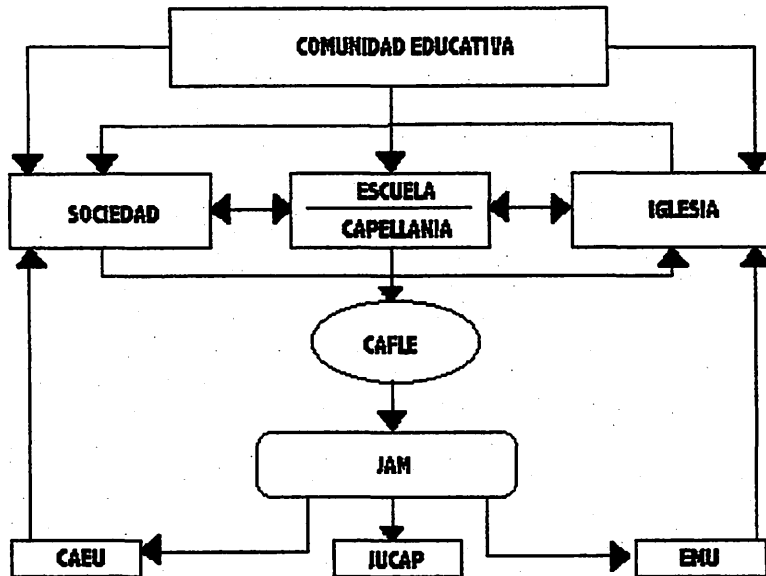 COMUNIDAD EDUCATIVA
SOCIEDAD
ESCUELA
CAPELLANIA
IGLESIA
CAFLE
JAM
CAEU
JUCAP
EMU